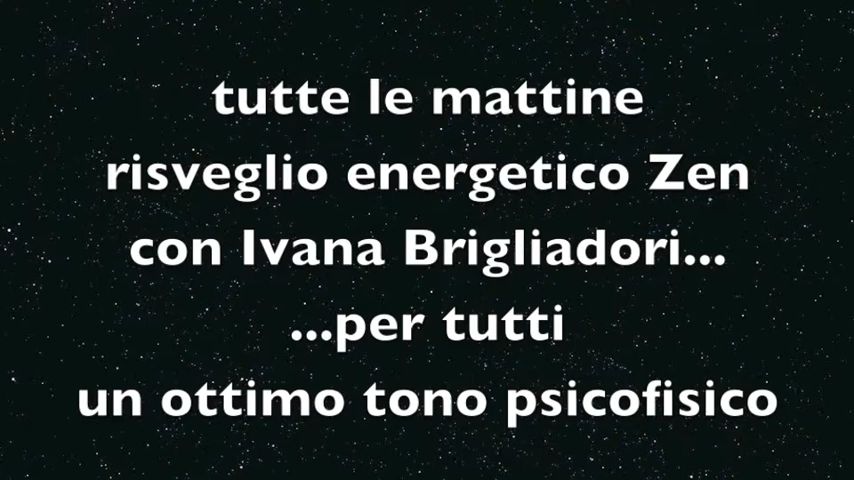 tutte le mattine
risveglio energetico Zen
con Ivana Brigliadori...
...per tutti
un ottimo tono psicofisico